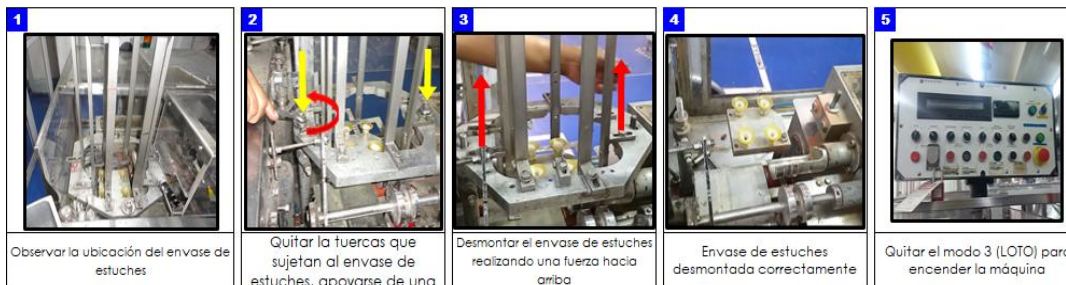 1
Observar la ubicación del envase de
estuches
2
Quitar la tuercas que
sujetan al envase de
estuches, apoyarse de una
3
Desmontar el envase de estuches
realizando una fuerza hacia
arriba
4
Envase de estuches
desmontada correctamente
5
Quitar el modo 3 (LOTO) para
encender la máquina